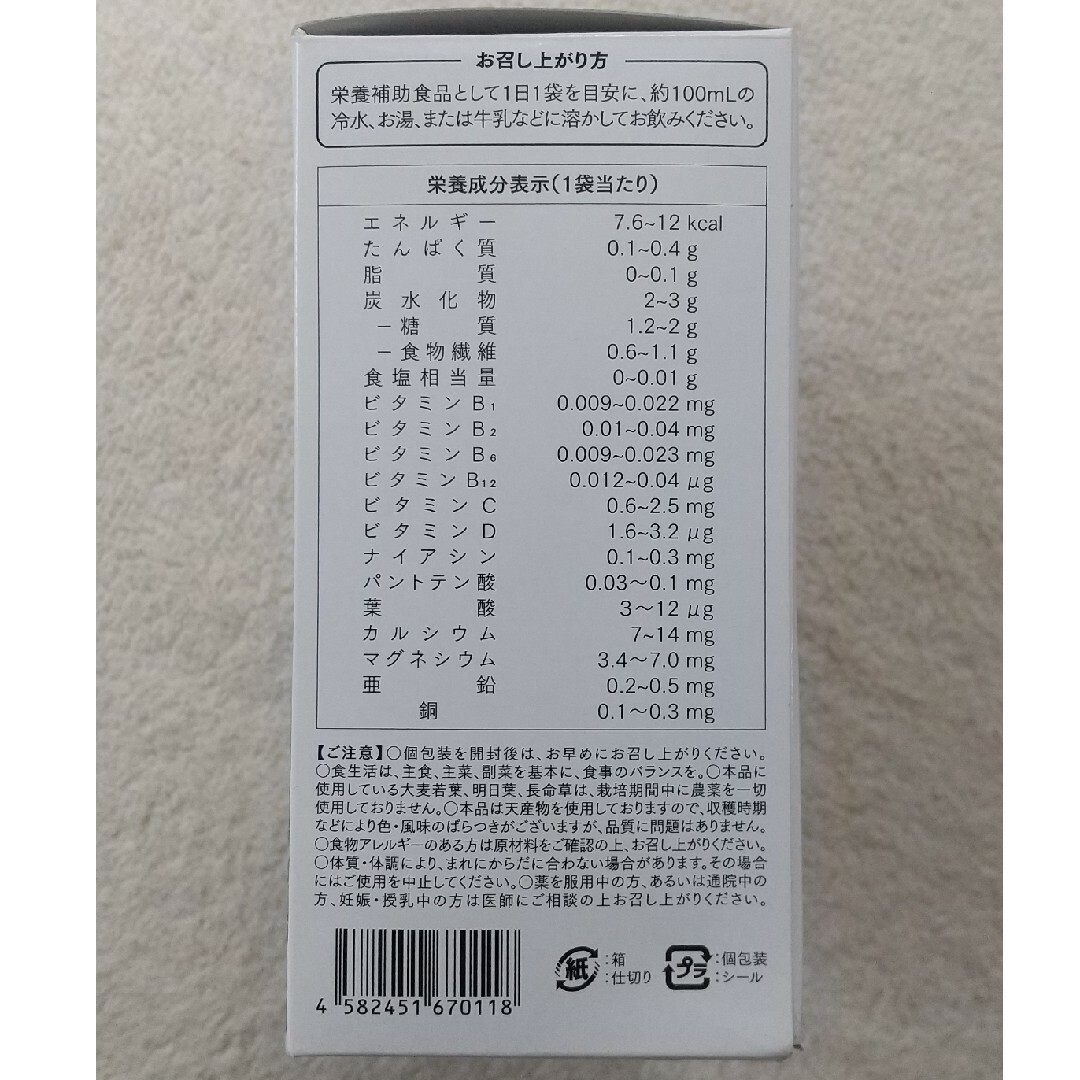 お召し上がり方
栄養補助食品として1日1袋を目安に、約100mLの
冷水、お湯、または牛乳などに溶かしてお飲みください。
栄養成分表示(1袋当たり)
エネルギー 7.6~12 kcal
たんぱく質 0.1~0.4 g
脂質 0~0.1 g
炭水化物 2~3 g
－糖質 1.2~2 g
－食物繊維 0.6~1.1 g
食塩相当量 0~0.01 g
ビタミンB₁ 0.009~0.022 mg
ビタミンB₂ 0.01~0.04 mg
ビタミンB₆ 0.009~0.023 mg
ビタミンB₁₂ 0.012~0.04 μg
ビタミンC 0.6~2.5 mg
ビタミンD 1.6~3.2 μg
ナイアシン 0.1~0.3 mg
パントテン酸 0.03～0.1 mg
葉酸 3～12 μg
カルシウム 7~14 mg
マグネシウム 3.4～7.0 mg
亜鉛 0.2~0.5 mg
銅 0.1～0.3 mg
【ご注意】○個包装を開封後は、お早めにお召し上がりください。
○食生活は、主食、主菜、副菜を基本に、食事のバランスを。○本品に
使用している大麦若葉、明日葉、長命草は、栽培期間中に農薬を一切
使用しておりません。○本品は天産物を使用しておりますので、収穫時期
などにより色・風味のばらつきがございますが、品質に問題はありません。
○食物アレルギーのある方は原材料をご確認の上、お召し上がりください。
○体質・体調により、まれにからだに合わない場合があります。その場合
にはご使用を中止してください。○薬を服用中の方、あるいは通院中の
方、妊娠・授乳中の方は医師にご相談の上お召し上がりください。
紙 :箱
:仕切り
プラ :個包装
:シール
4 582451 670118